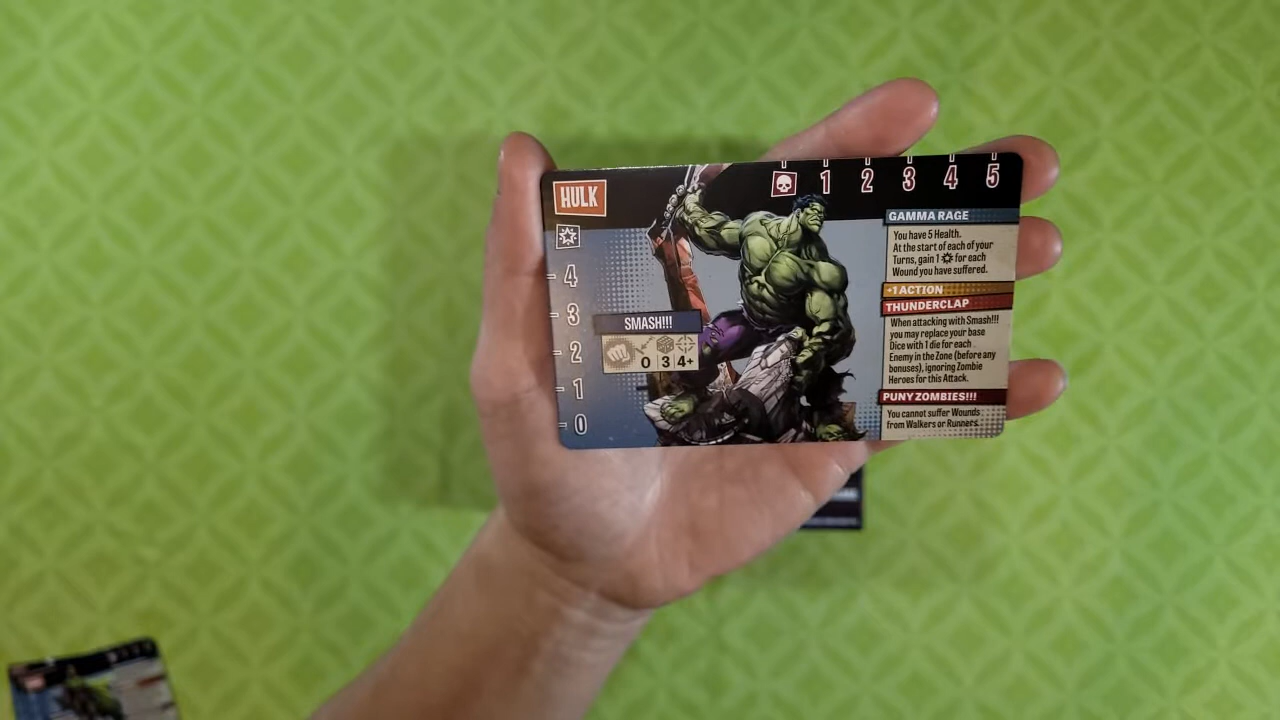 HULK
1 2 3 4 5
4
3
2
1
0
SMASH!!!
0 3 4+
GAMMA RAGE
You have 5 Health.
At the start of each of your
Turns, gain 1 for each
Wound you have suffered.
+1 ACTION
THUNDERCLAP
When attacking with Smash!!!
you may replace your base
Dice with 1 die for each
Enemy in the Zone (before any
bonuses), ignoring Zombie
Heroes for this Attack.
PUNY ZOMBIES!!!
You cannot suffer Wounds
from Walkers or Runners.